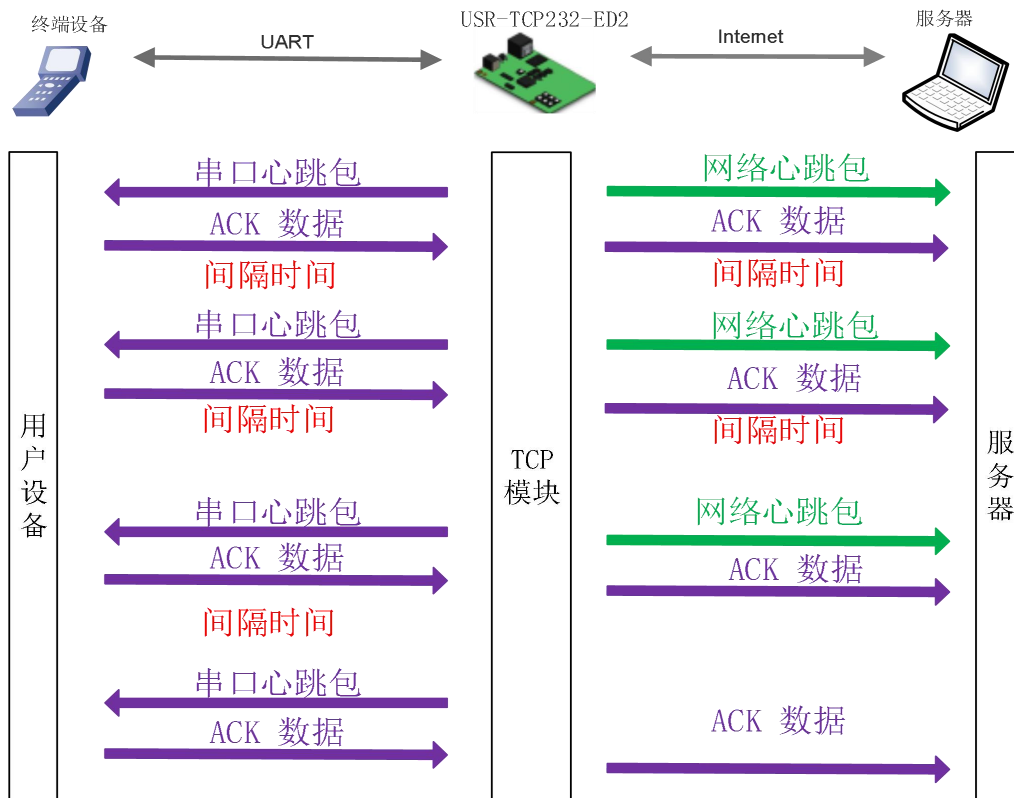 终端设备
USR-TCP232-ED2
服务器
UART
Internet
串口心跳包
网络心跳包
ACK 数据
ACK 数据
间隔时间
间隔时间
串口心跳包
网络心跳包
ACK 数据
ACK 数据
间隔时间
间隔时间
用户设备
TCP
模块
服务器
串口心跳包
网络心跳包
ACK 数据
ACK 数据
间隔时间
串口心跳包
ACK 数据
ACK 数据